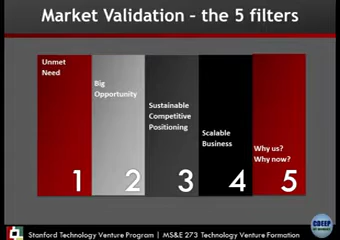 Market Validation – the 5 filters
Unmet
Need
1
Big
Opportunity
2
Sustainable
Competitive
Positioning
3
Scalable
Business
4
Why us?
Why now?
5
Stanford Technology Venture Program | MS&E 273 Technology Venture Formation